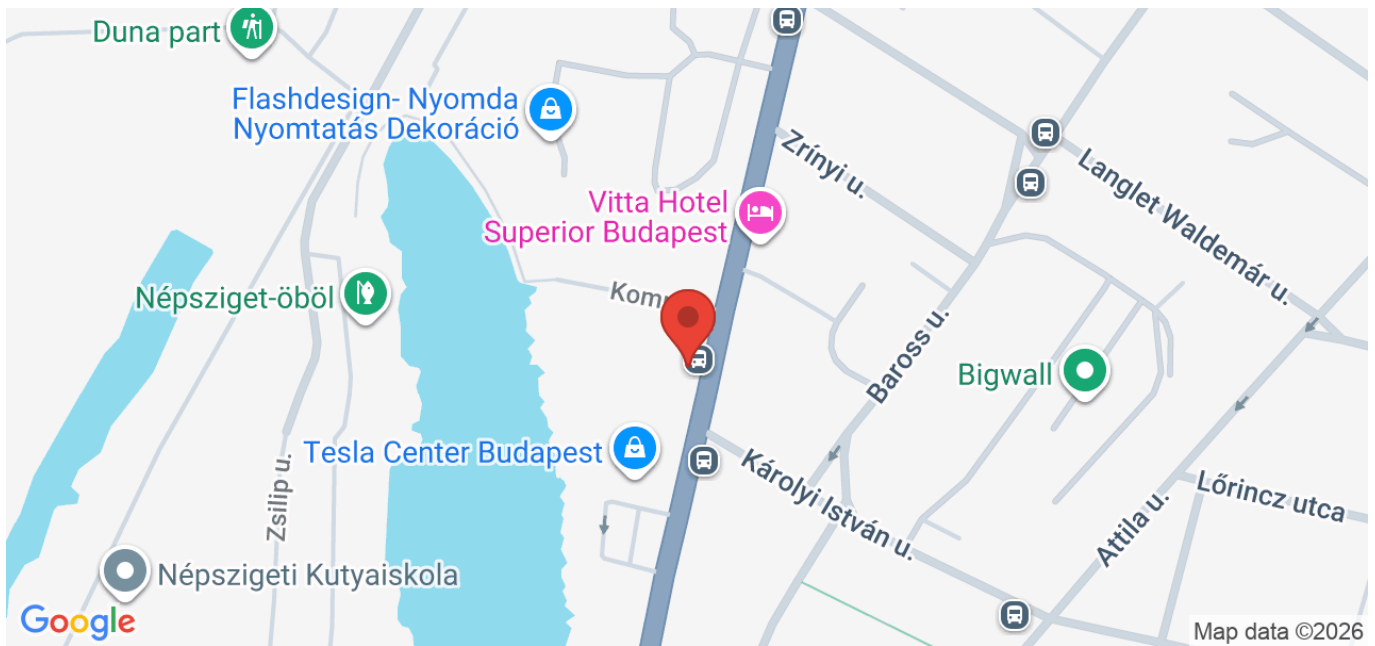 Duna part
Flashdesign- Nyomda
Nyomtatás Dekoráció
Zrínyi u.
Langlet Waldemár u.
Vitta Hotel
Superior Budapest
Népsziget-öböl
Baross u.
Bigwall
Tesla Center Budapest
Károlyi István u.
Zsilip u.
Lőrincz utca
Attila u.
Népszigeti Kutyaiskola
Google
Map data ©2026